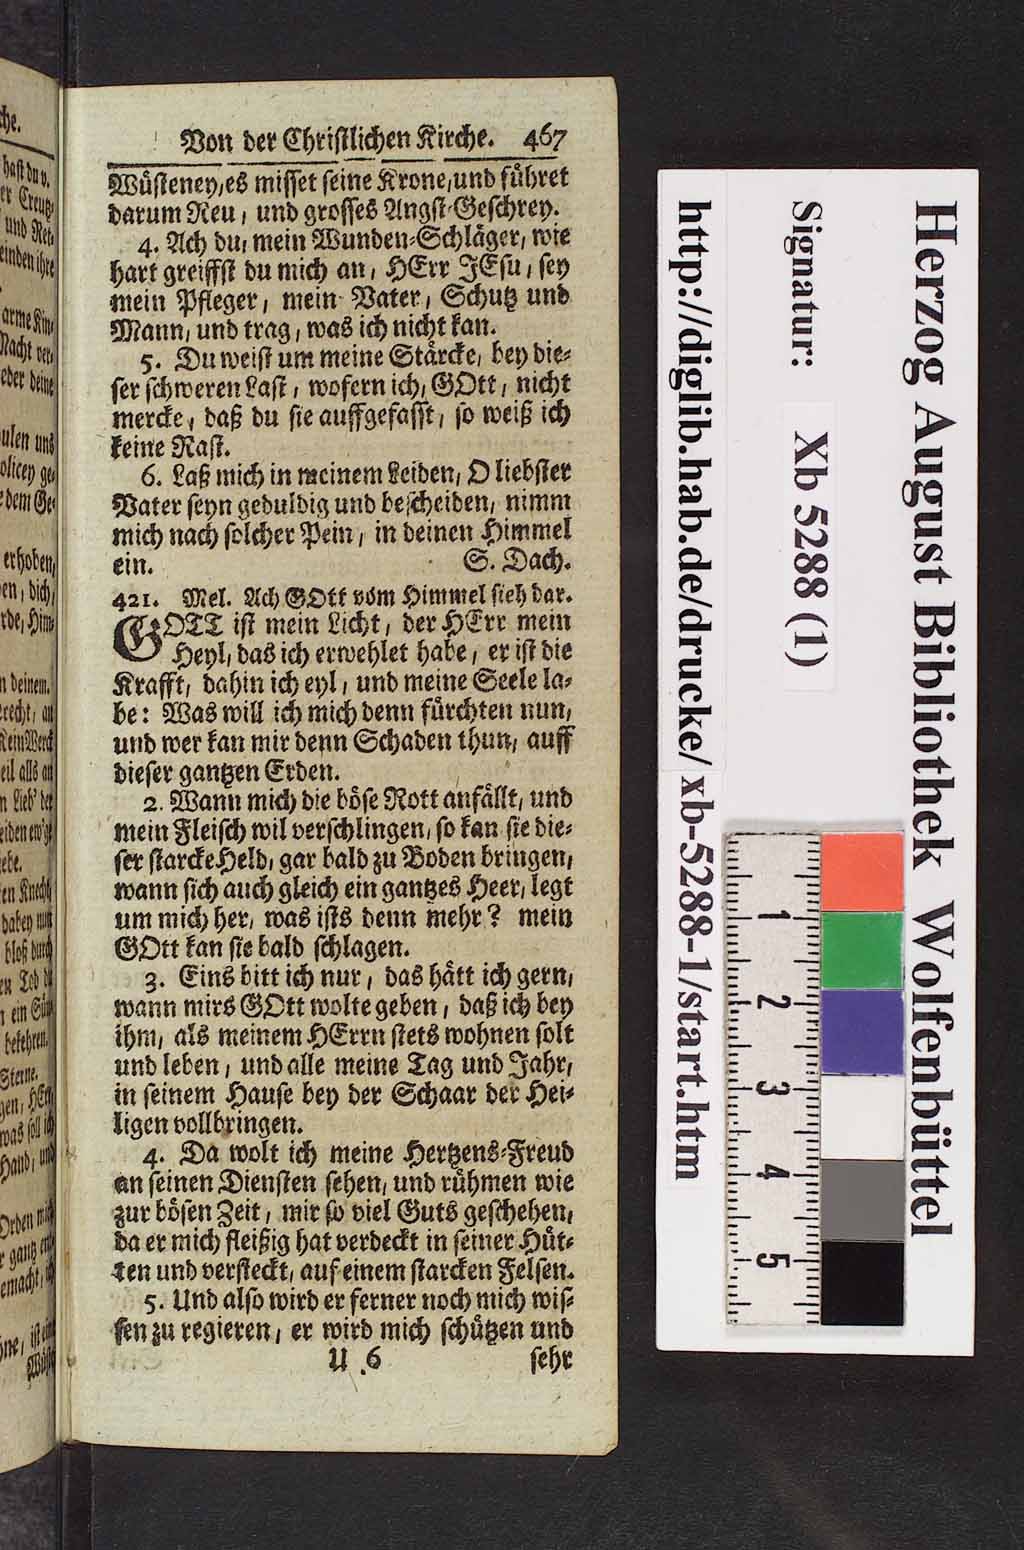 Von der Christlichen Kirche. 467
Wüsteney, es misset seine Krone, und führet
darum Reu, und grosses Angst-Geschrey.
4. Ach du, mein Wunden-Schläger, wie
hart greiffst du mich an, HErr JEsu, sey
mein Pfleger, mein Vater, Schutz und
Mann, und trag, was ich nicht kan.
5. Du weist um meine Stärcke, bey die-
ser schweren Last, wofern ich, GOtt, nicht
mercke, daß du sie auffgefasst, so weiß ich
keine Rast.
6. Laß mich in meinem Leiden, O liebster
Vater seyn geduldig und bescheiden, nimm
mich nach solcher Pein, in deinen Himmel
ein. S. Dach.
421. Mel. Ach GOtt vom Himmel sieh dar.
GOTT ist mein Licht, der HErr mein
Heyl, das ich erwehlet habe, er ist die
Krafft, dahin ich eyl, und meine Seele la-
be: Was will ich mich denn fürchten nun,
und wer kan mir denn Schaden thun, auff
dieser gantzen Erden.
2. Wann mich die böse Rott anfällt, und
mein Fleisch wil verschlingen, so kan sie die-
ser starcke Held, gar bald zu Boden bringen,
wann sich auch gleich ein gantzes Heer, legt
um mich her, was ists denn mehr? mein
GOtt kan sie bald schlagen.
3. Eins bitt ich nur, das hätt ich gern,
wann mirs GOtt wolte geben, daß ich bey
ihm, als meinem HErrn stets wohnen solt
und leben, und alle meine Tag und Jahr,
in seinem Hause bey der Schaar der Hei-
ligen vollbringen.
4. Da wolt ich meine Hertzens-Freud
an seinen Diensten sehen, und rühmen wie
zur bösen Zeit, mir so viel Guts geschehen,
da er mich fleißig hat verdeckt in seiner Hüt-
ten und versteckt, auf einem starcken Felsen.
5. Und also wird er ferner noch mich wis-
sen zu regieren, er wird mich schützen und
U 6 sehr
Herzog August Bibliothek Wolfenbüttel
Signatur: Xb 5288 (1)
http://diglib.hab.de/drucke/ xb-5288-1/start.htm
1
2
3
4
5